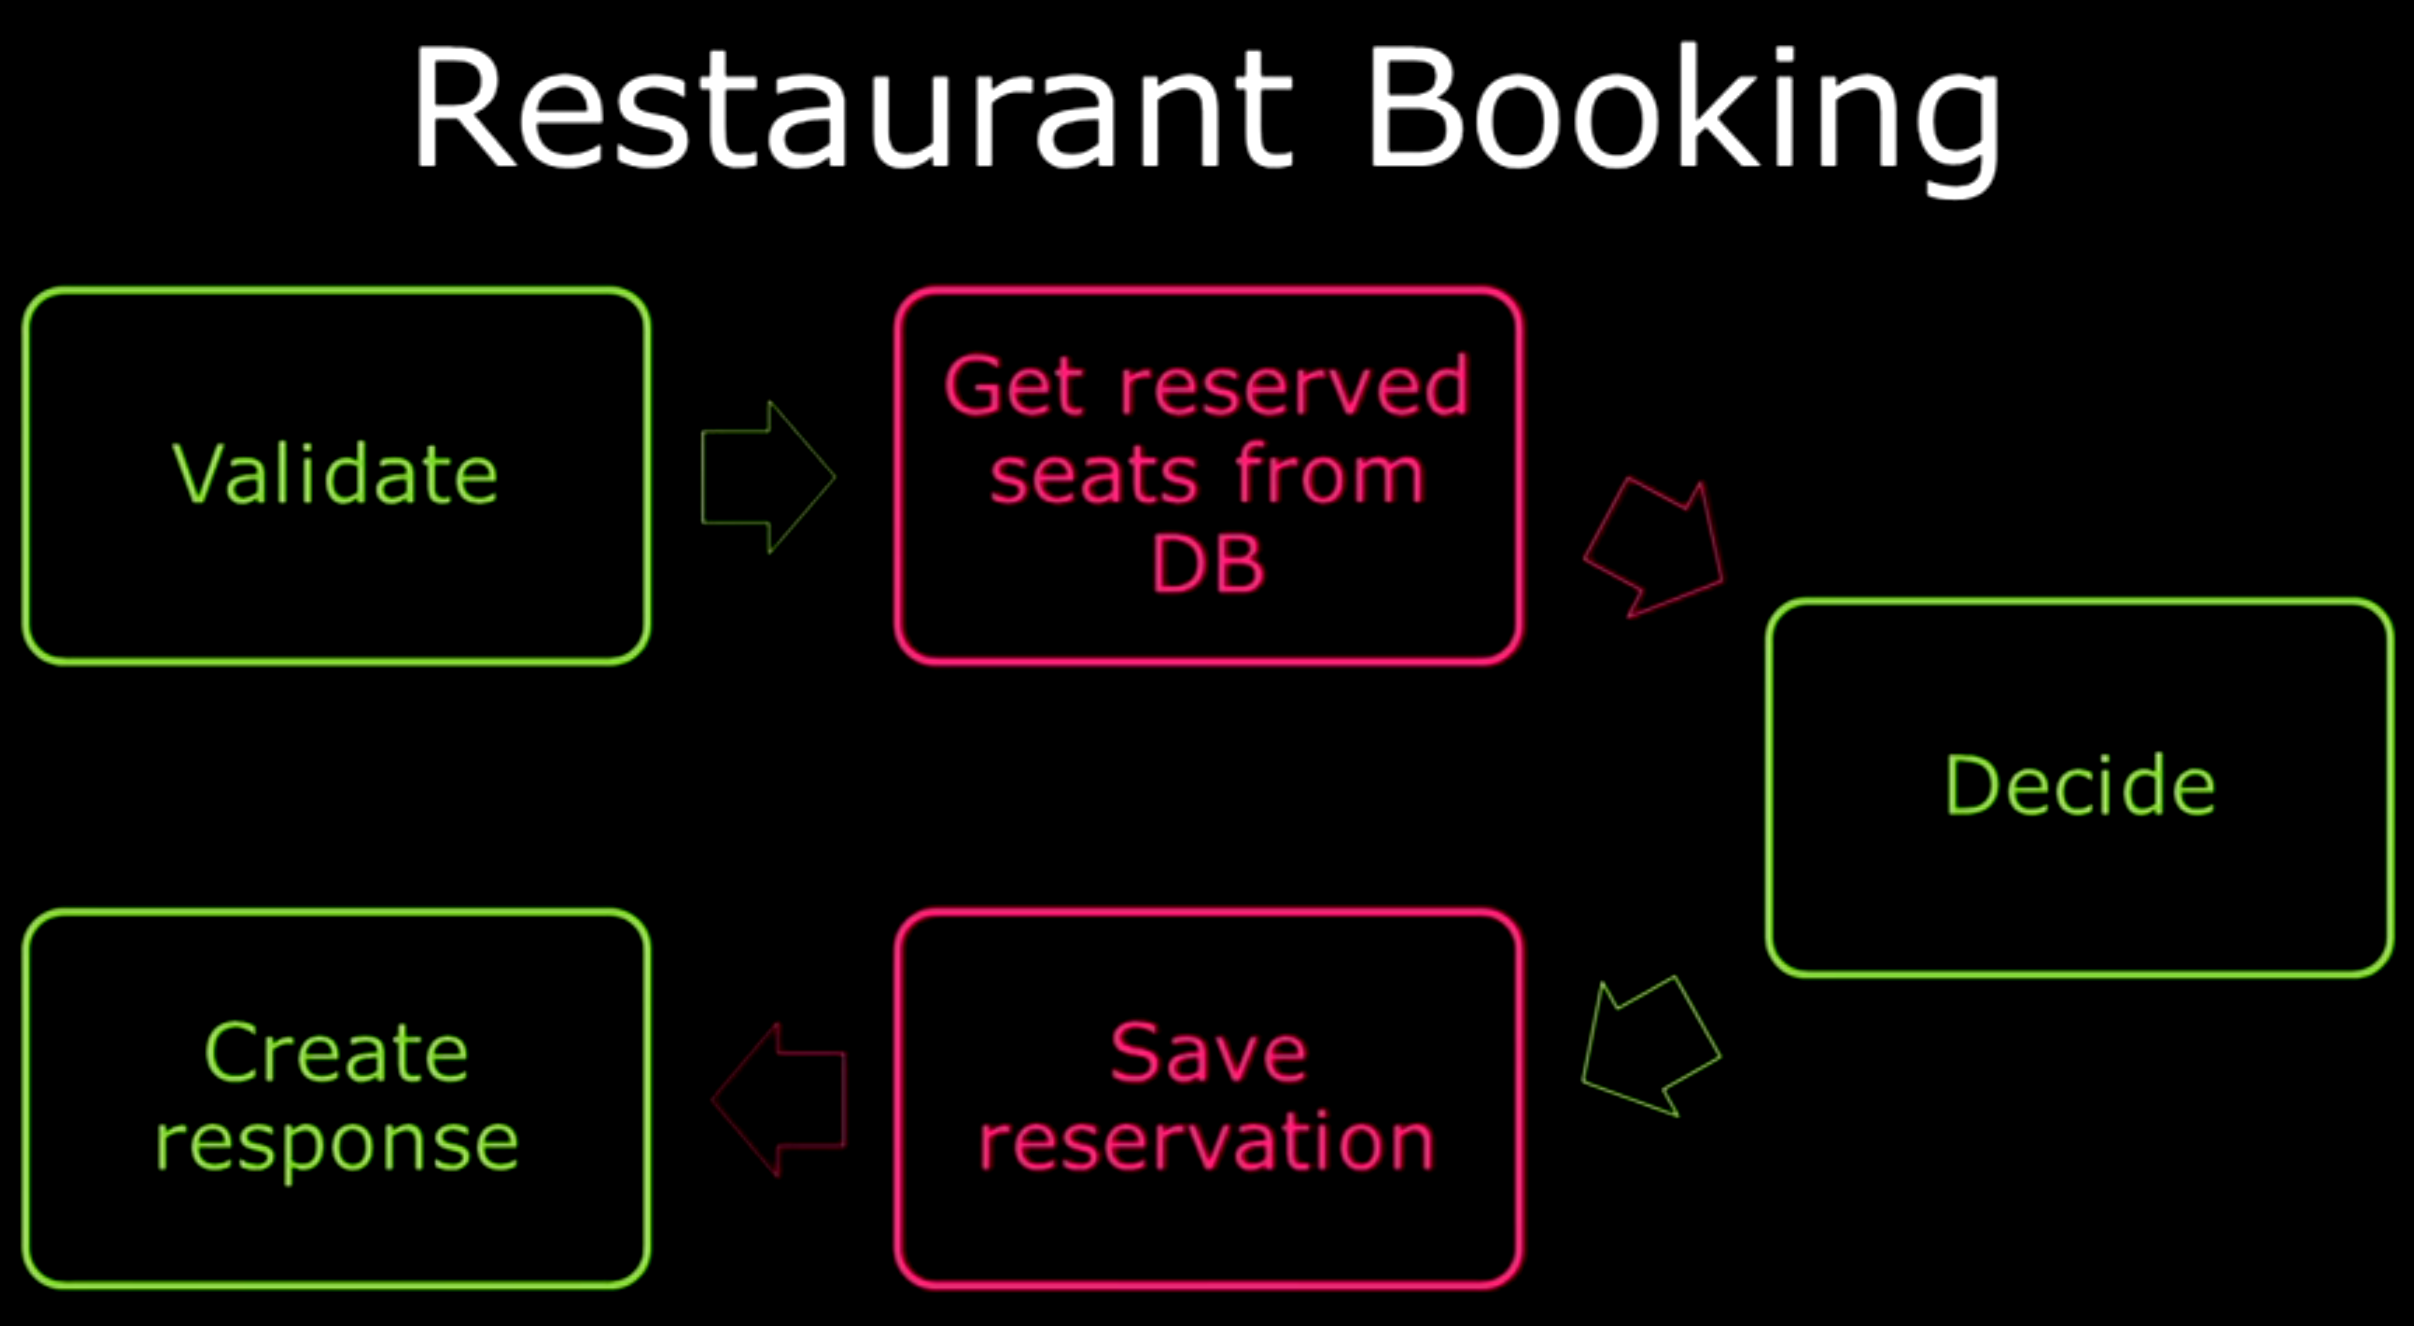 Restaurant Booking
Validate
Get reserved
seats from
DB
Decide
Save
reservation
Create
response